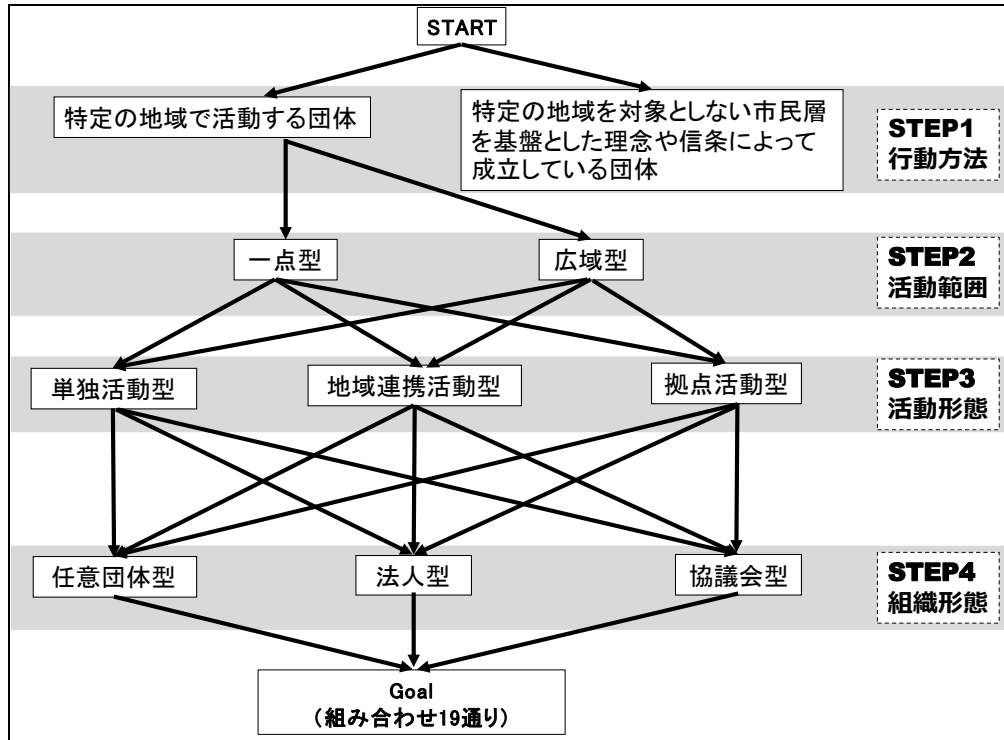 START
特定の地域で活動する団体
特定の地域を対象としない市民層
を基盤とした理念や信条によって
成立している団体
STEP1
行動方法
一点型
広域型
STEP2
活動範囲
単独活動型
地域連携活動型
拠点活動型
STEP3
活動形態
任意団体型
法人型
協議会型
STEP4
組織形態
Goal
（組み合わせ19通り）